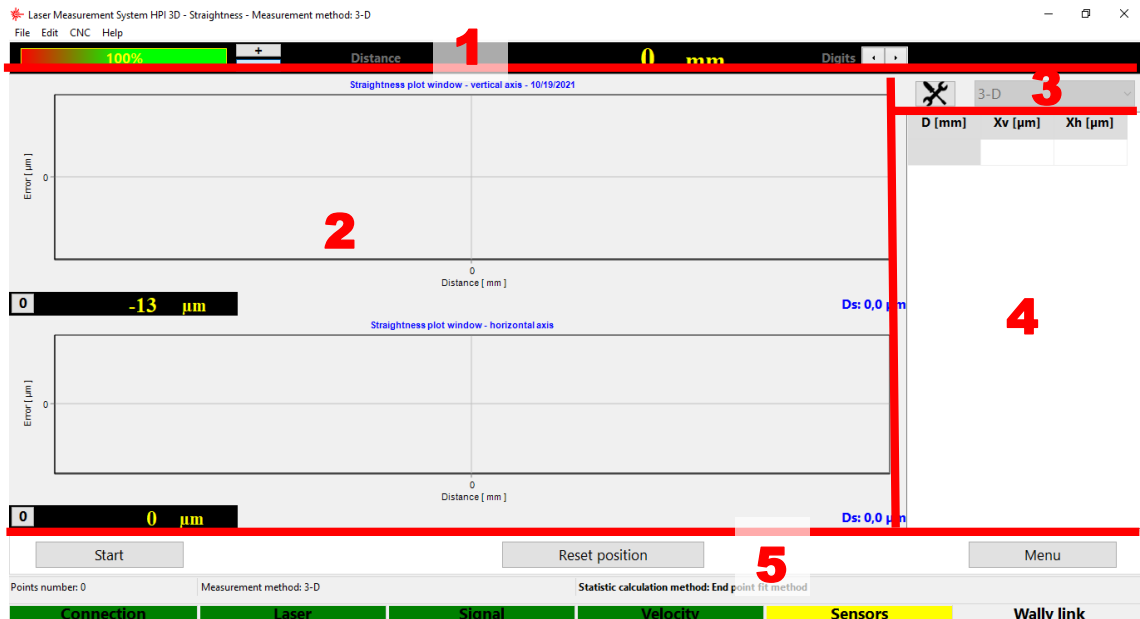 Laser Measurement System HPI 3D - Straightness - Measurement method: 3-D
File Edit CNC Help
100% + Distance 0 mm Digits
1
Straightness plot window - vertical axis - 10/19/2021
3-D
3
D [mm] Xv [µm] Xh [µm]
Error [ µm ]
0
2
0
Distance [ mm ]
0 -13 µm Ds: 0,0 µm
4
Straightness plot window - horizontal axis
Error [ µm ]
0
0
Distance [ mm ]
0 0 µm Ds: 0,0 µm
Start Reset position Menu
5
Points number: 0 Measurement method: 3-D Statistic calculation method: End point fit method
Connection Laser Signal Velocity Sensors Wally link